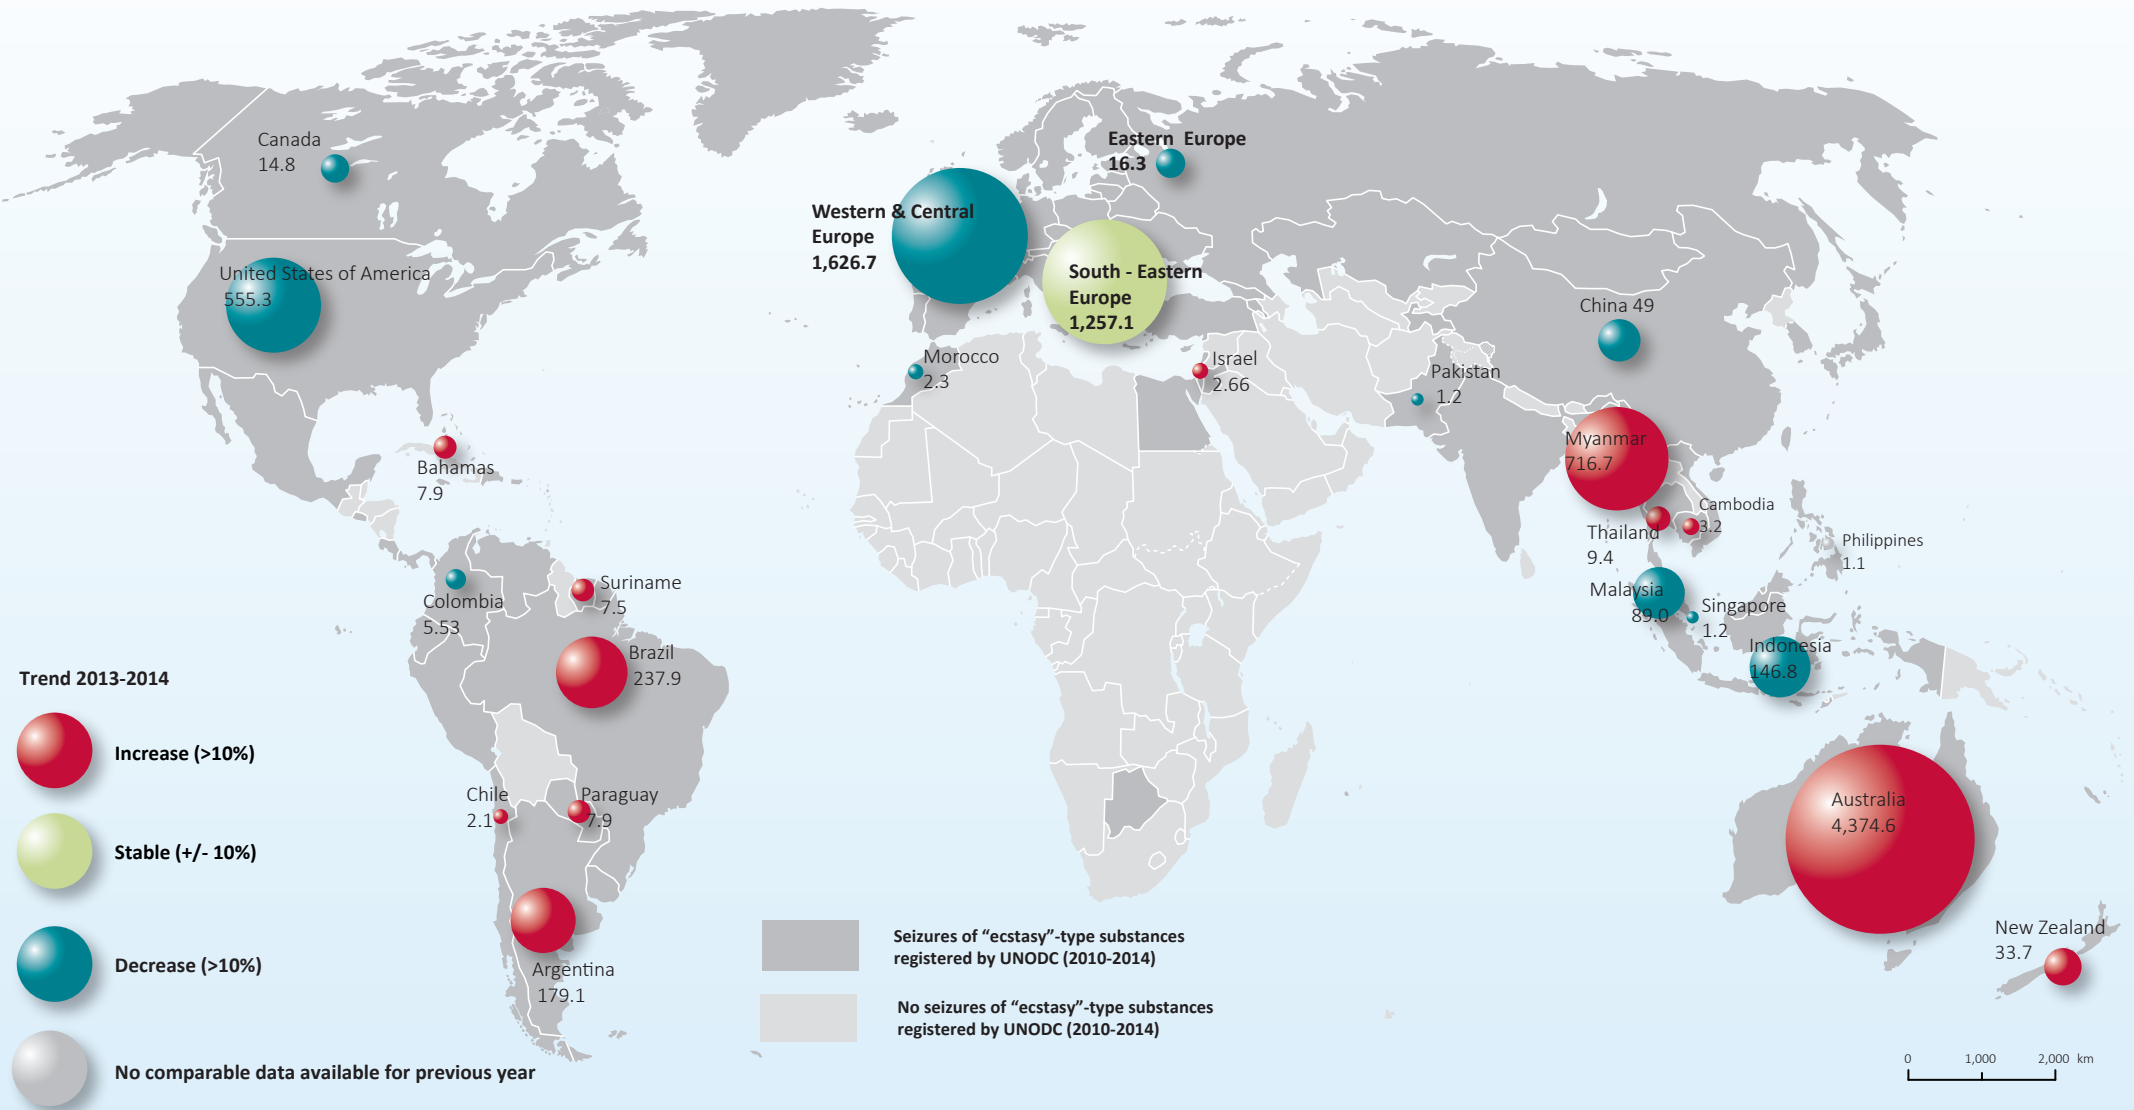 Canada
14.8
Eastern Europe
16.3
Western & Central
Europe
1,626.7
United States of America
555.3
South - Eastern
Europe
1,257.1
China 49
Morocco
2.3
Israel
2.66
Pakistan
1.2
Bahamas
7.9
Myanmar
716.7
Cambodia
3.2
Thailand
9.4
Philippines
1.1
Colombia
5.53
Suriname
7.5
Malaysia
89.0
Singapore
1.2
Indonesia
146.8
Brazil
237.9
Trend 2013-2014
Increase (>10%)
Stable (+/- 10%)
Decrease (>10%)
No comparable data available for previous year
Chile
2.1
Paraguay
7.9
Argentina
179.1
Australia
4,374.6
New Zealand
33.7
Seizures of “ecstasy”-type substances
registered by UNODC (2010-2014)
No seizures of “ecstasy”-type substances
registered by UNODC (2010-2014)
0 1,000 2,000 km